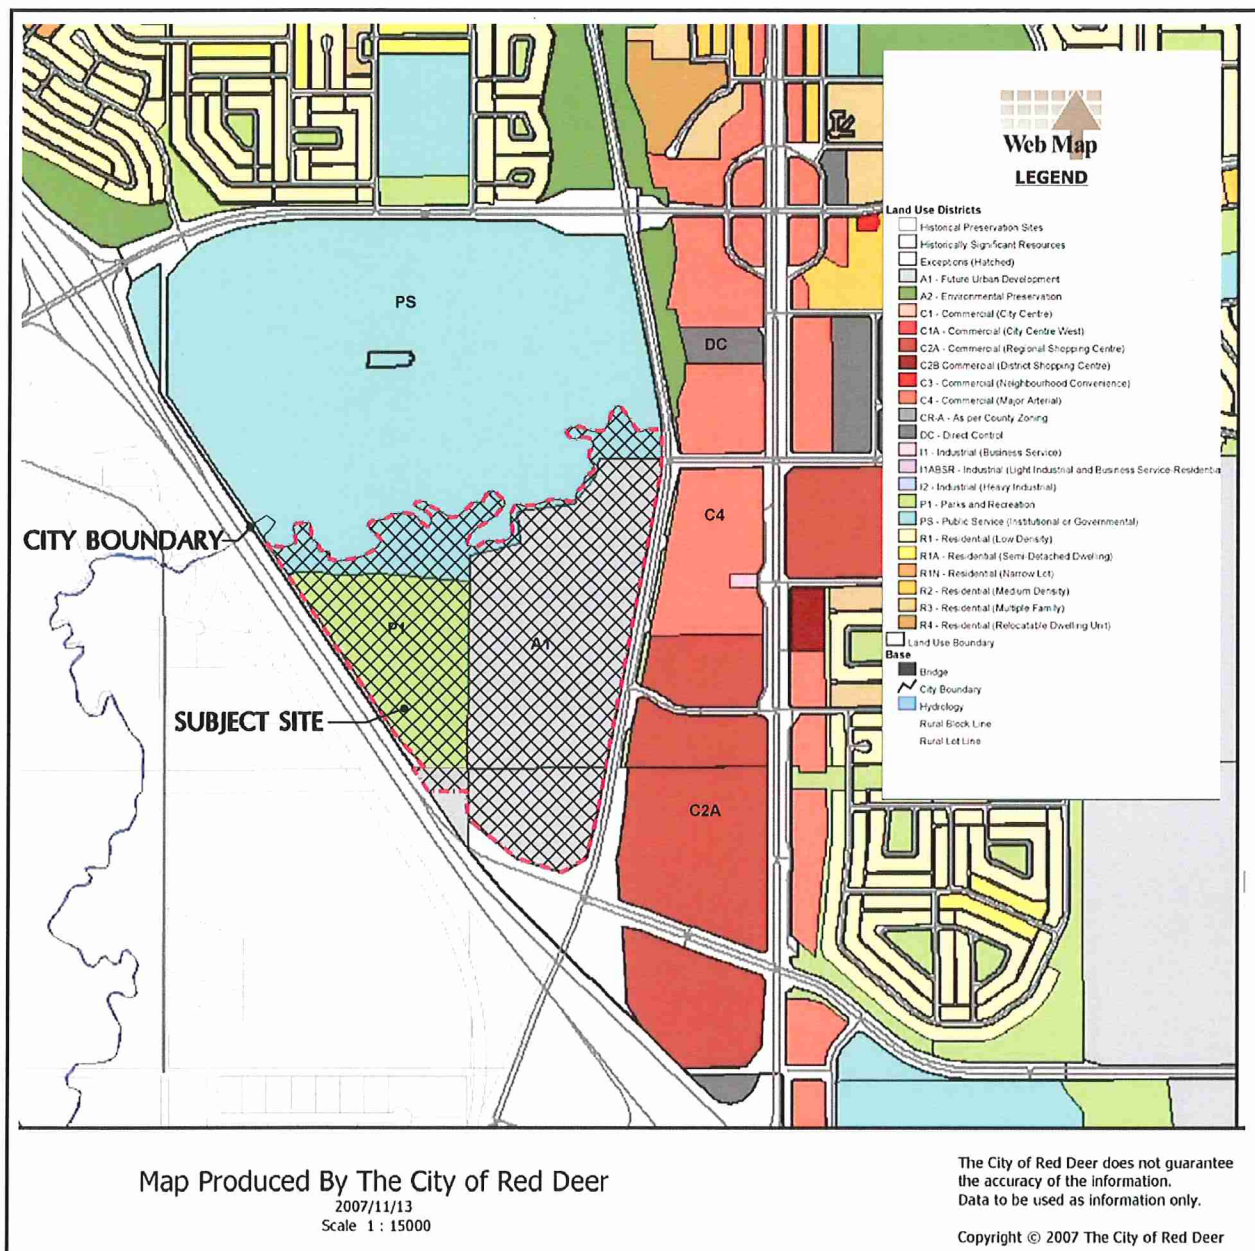 PS
DC
C4
CITY BOUNDARY
P1
A1
SUBJECT SITE
C2A
Web Map
LEGEND
Land Use Districts
Historical Preservation Sites
Historically Significant Resources
Exceptions (Hatched)
A1 - Future Urban Development
A2 - Environmental Preservation
C1 - Commercial (City Centre)
C1A - Commercial (City Centre West)
C2A - Commercial (Regional Shopping Centre)
C2B Commercial (District Shopping Centre)
C3 - Commercial (Neighbourhood Convenience)
C4 - Commercial (Major Arterial)
CR-A - As per County Zoning
DC - Direct Control
I1 - Industrial (Business Service)
I1ABSR - Industrial (Light Industrial and Business Service-Residentia
I2 - Industrial (Heavy Industrial)
P1 - Parks and Recreation
PS - Public Service (Institutional or Governmental)
R1 - Residential (Low Density)
R1A - Residential (Semi-Detached Dwelling)
R1N - Residential (Narrow Lot)
R2 - Residential (Medium Density)
R3 - Residential (Multiple Family)
R4 - Residential (Relocatable Dwelling Unit)
Land Use Boundary
Base
Bridge
City Boundary
Hydrology
Rural Block Line
Rural Lot Line
Map Produced By The City of Red Deer
2007/11/13
Scale 1 : 15000
The City of Red Deer does not guarantee
the accuracy of the information.
Data to be used as information only.
Copyright © 2007 The City of Red Deer